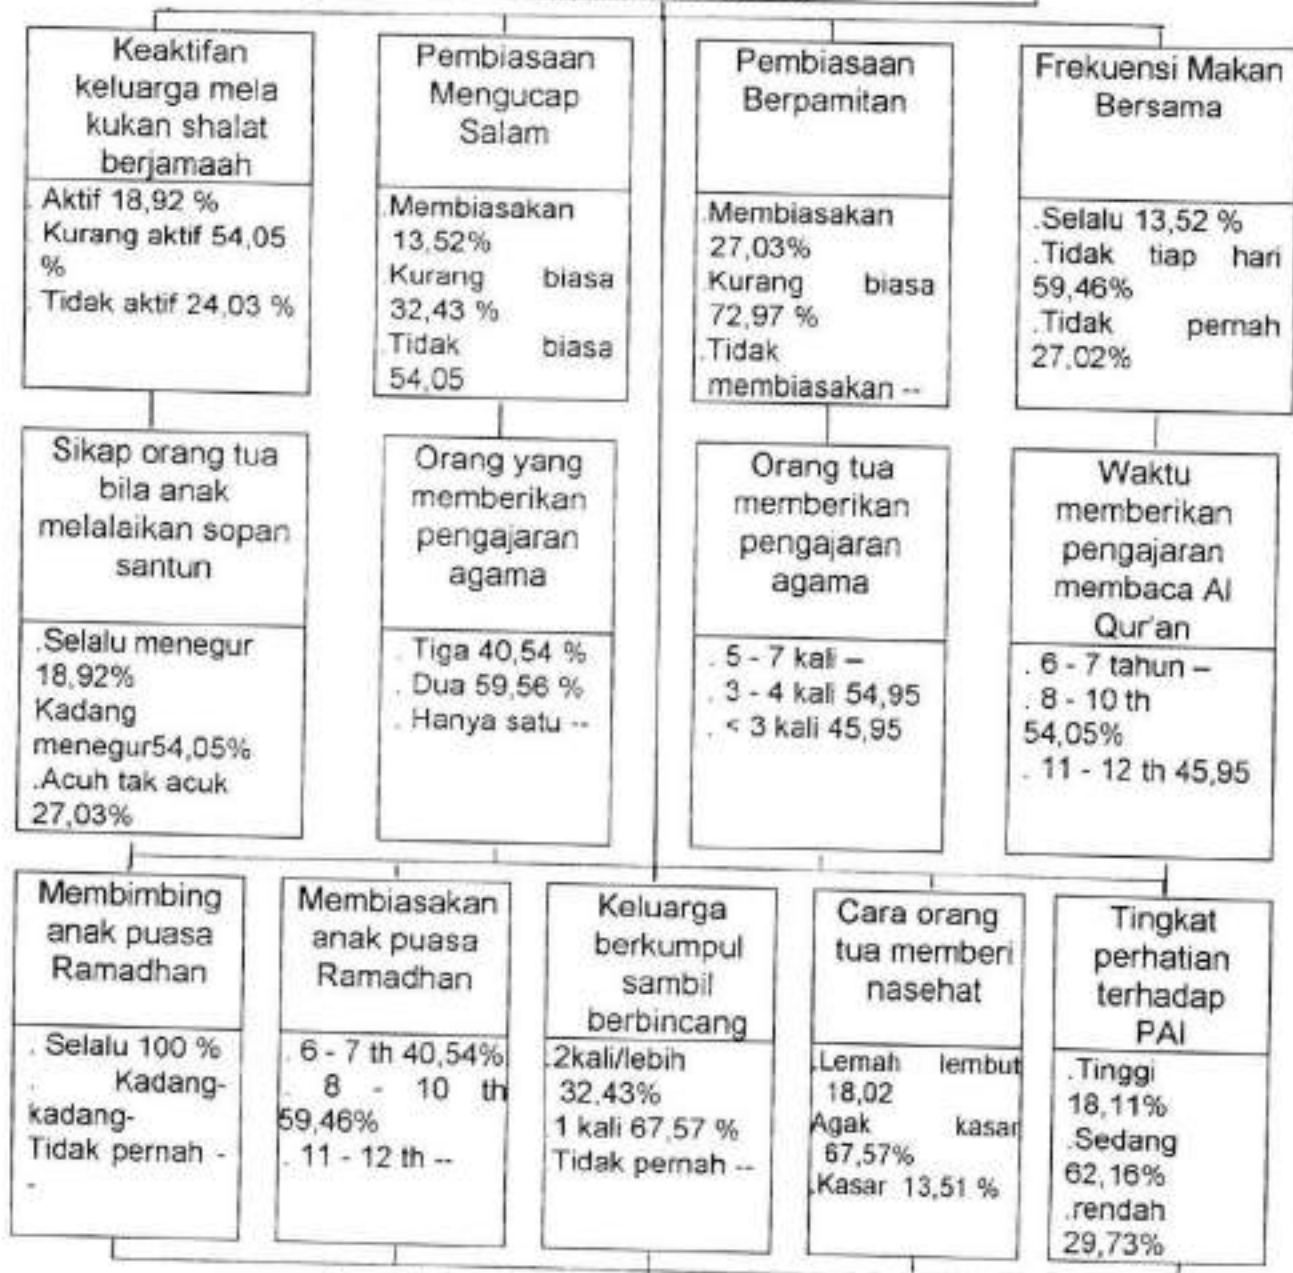 Keaktifan
keluarga mela
kukan shalat
berjamaah
. Aktif 18,92 %
. Kurang aktif 54,05
%
. Tidak aktif 24,03 %
Pembiasaan
Mengucap
Salam
.Membiasakan
13,52%
Kurang biasa
32,43 %
.Tidak biasa
54,05
Pembiasaan
Berpamitan
.Membiasakan
27,03%
.Kurang biasa
72,97 %
.Tidak
membiasakan --
Frekuensi Makan
Bersama
.Selalu 13,52 %
.Tidak tiap hari
59,46%
.Tidak pernah
27,02%
Sikap orang tua
bila anak
melalaikan sopan
santun
.Selalu menegur
18,92%
Kadang
menegur54,05%
.Acuh tak acuk
27,03%
Orang yang
memberikan
pengajaran
agama
. Tiga 40,54 %
. Dua 59,56 %
. Hanya satu --
Orang tua
memberikan
pengajaran
agama
. 5 - 7 kali –
. 3 - 4 kali 54,95
. < 3 kali 45,95
Waktu
memberikan
pengajaran
membaca Al
Qur'an
. 6 - 7 tahun –
. 8 - 10 th
54,05%
. 11 - 12 th 45,95
Membimbing
anak puasa
Ramadhan
. Selalu 100 %
. Kadang-
kadang-
Tidak pernah -
-
Membiasakan
anak puasa
Ramadhan
. 6 - 7 th 40,54%
. 8 - 10 th
59,46%
. 11 - 12 th --
Keluarga
berkumpul
sambil
berbincang
.2kali/lebih
32,43%
.1 kali 67,57 %
Tidak pernah --
Cara orang
tua memberi
nasehat
.Lemah lembut
18,02
Agak kasar
67,57%
.Kasar 13,51 %
Tingkat
perhatian
terhadap
PAI
.Tinggi
18,11%
.Sedang
62,16%
.rendah
29,73%